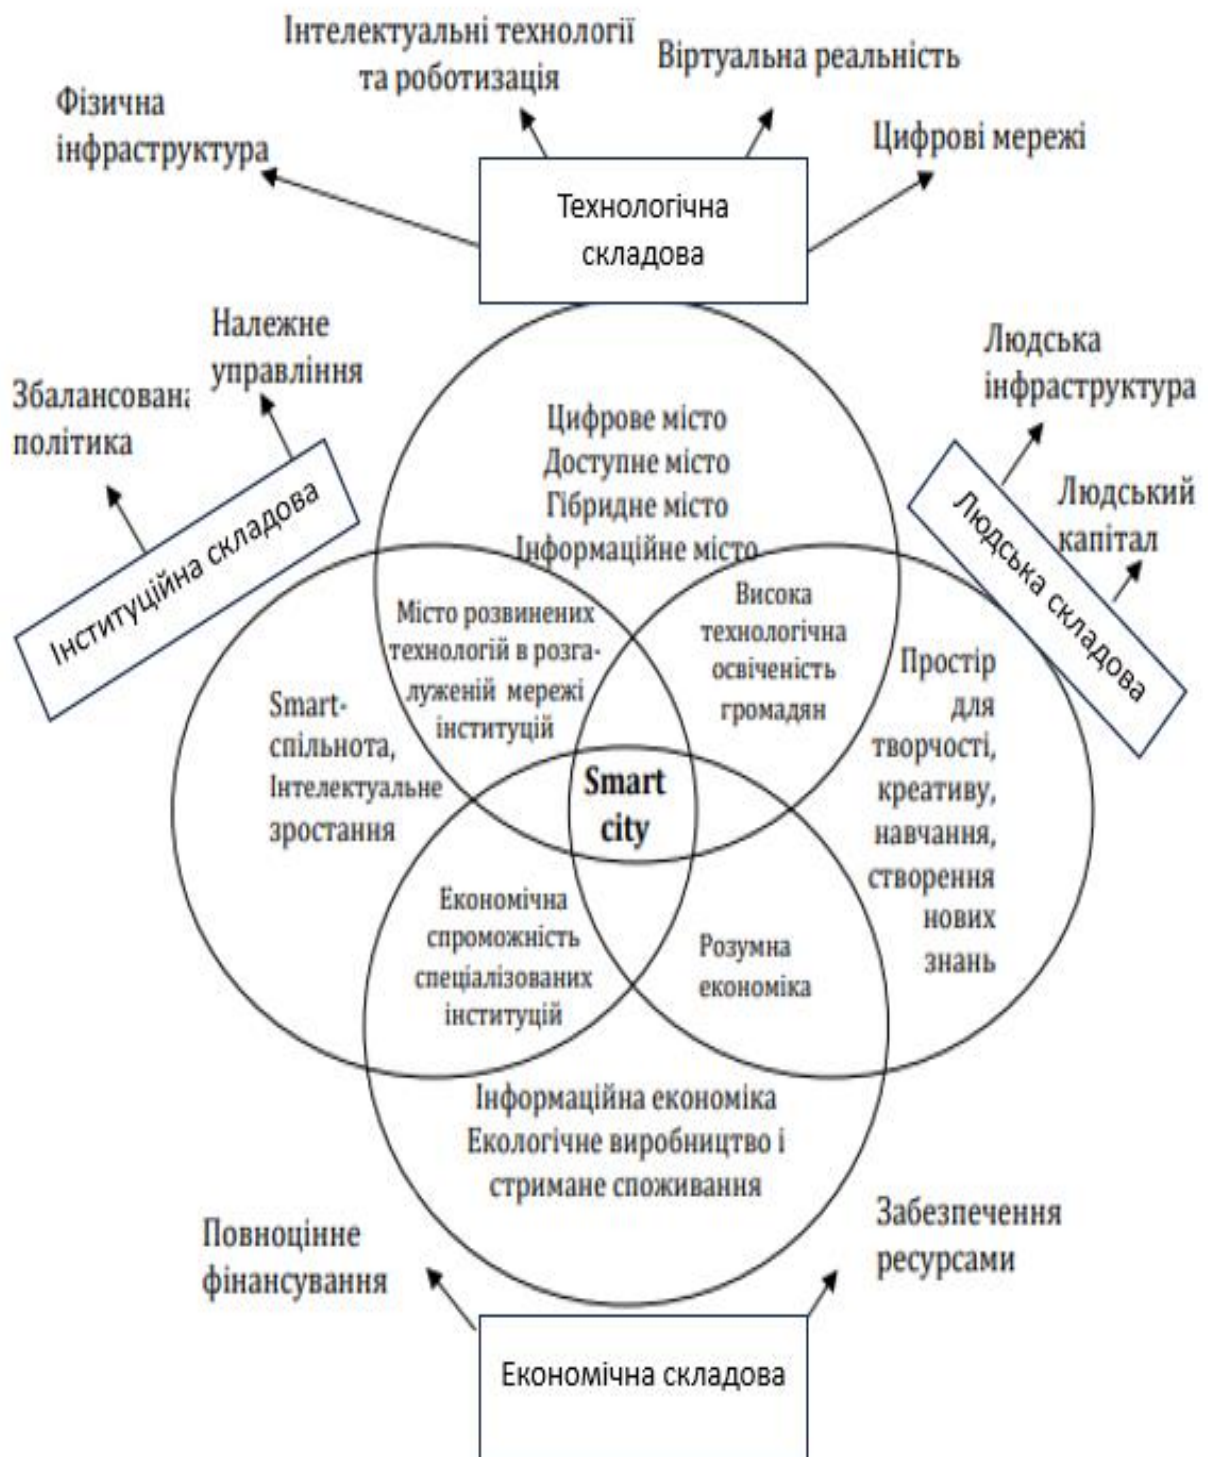 Інтелектуальні технології
та роботизація
Віртуальна реальність
Фізична
інфраструктура
Цифрові мережі
Технологічна
складова
Належне
управління
Збалансована
політика
Інституційна складова
Людська
інфраструктура
Людський
капітал
Людська складова
Цифрове місто
Доступне місто
Гібридне місто
Інформаційне місто
Місто розвинених
технологій в розга-
луженій мережі
інституцій
Висока
технологічна
освіченість
громадян
Smart-
спільнота,
Інтелектуальне
зростання
Smart
city
Простір
для
творчості,
креативу,
навчання,
створення
нових
знань
Економічна
спроможність
спеціалізованих
інституцій
Розумна
економіка
Інформаційна економіка
Екологічне виробництво і
стримане споживання
Повноцінне
фінансування
Забезпечення
ресурсами
Економічна складова